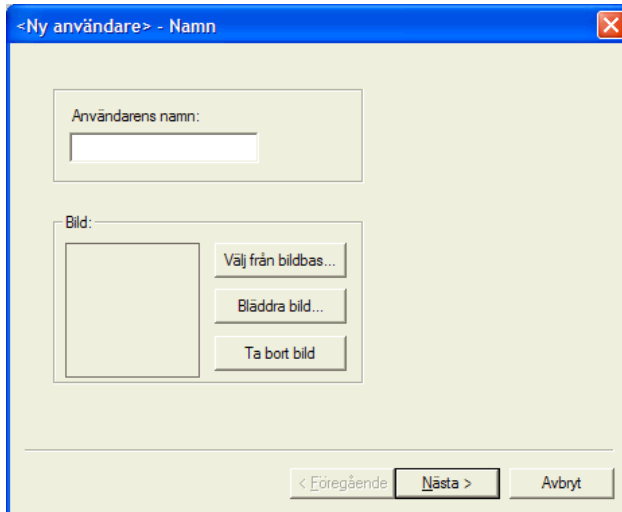 <Ny användare> - Namn
Användarens namn:
Bild:
Välj från bildbas...
Bläddra bild...
Ta bort bild
< Föregående Nästa > Avbryt